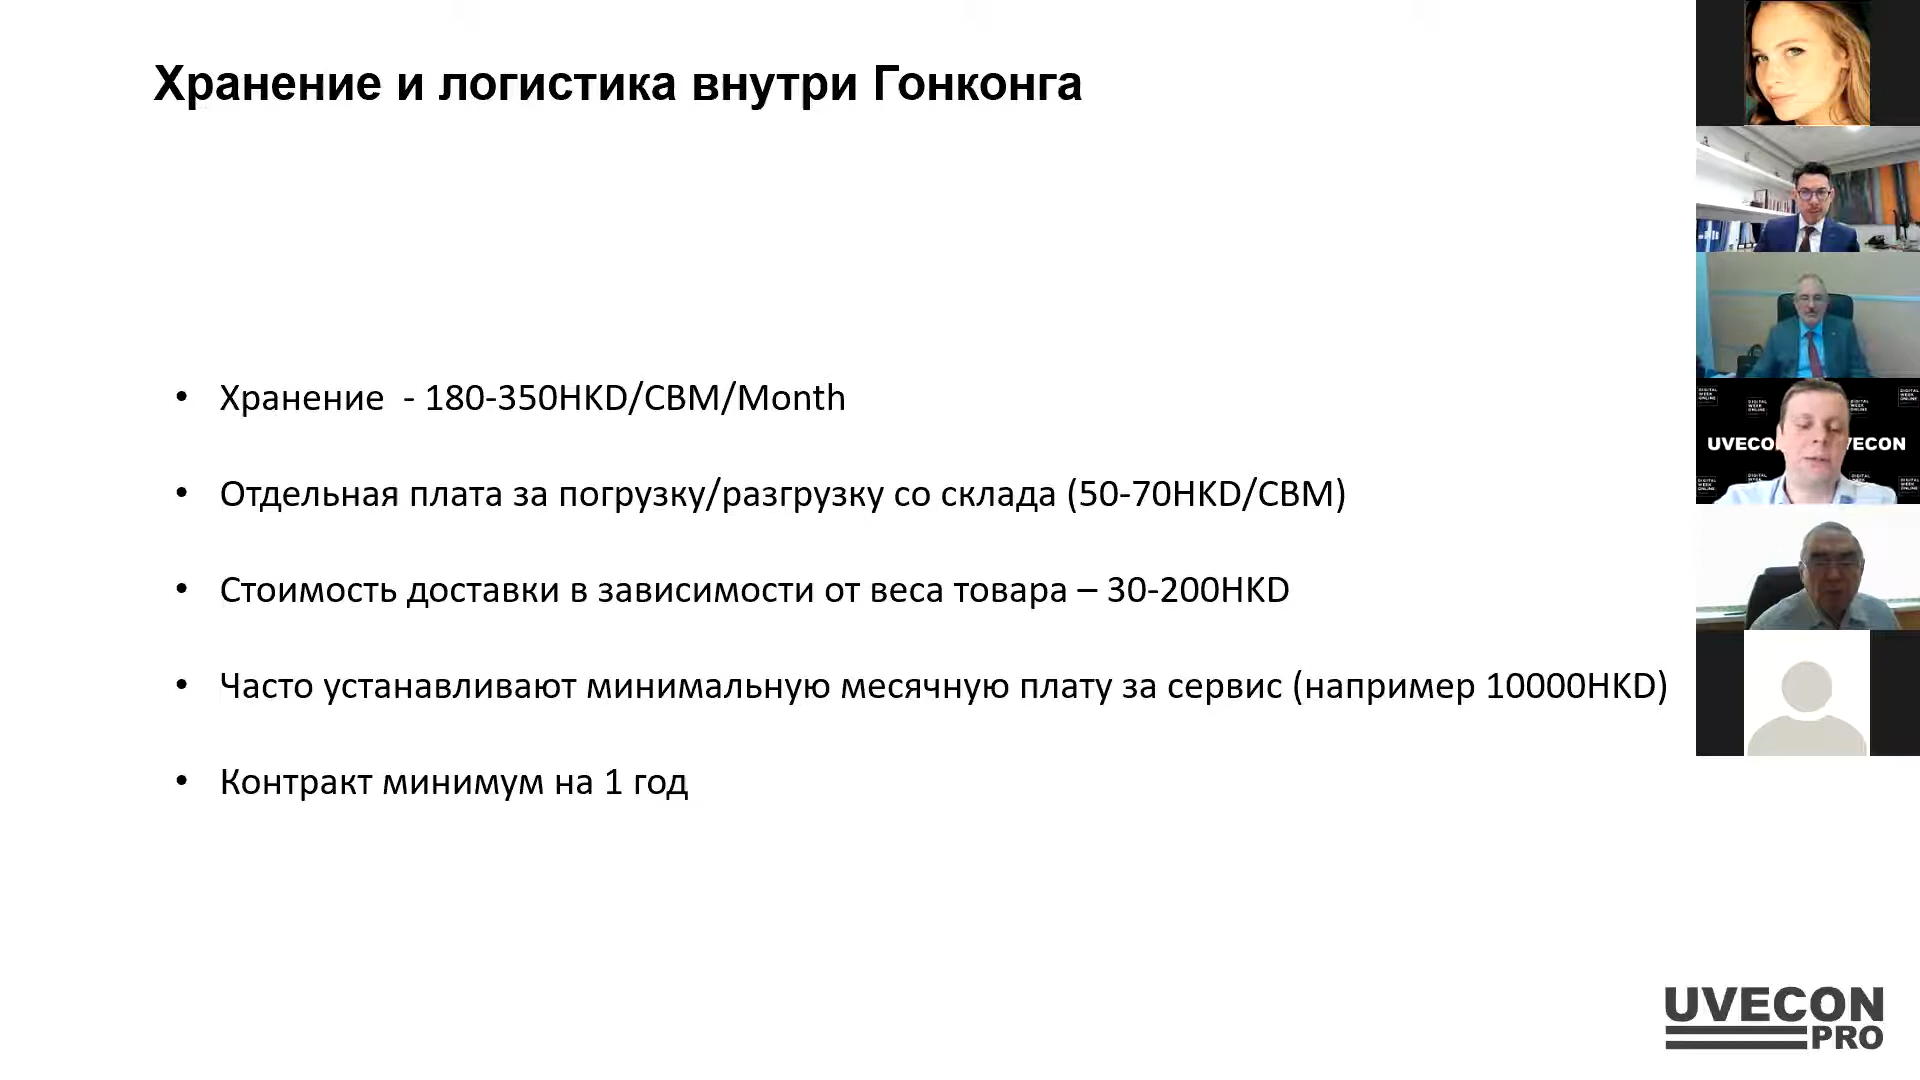 Хранение и логистика внутри Гонконга
• Хранение - 180-350HKD/CBM/Month
• Отдельная плата за погрузку/разгрузку со склада (50-70HKD/CBM)
• Стоимость доставки в зависимости от веса товара – 30-200HKD
• Часто устанавливают минимальную месячную плату за сервис (например 10000HKD)
• Контракт минимум на 1 год
UVECON
PRO